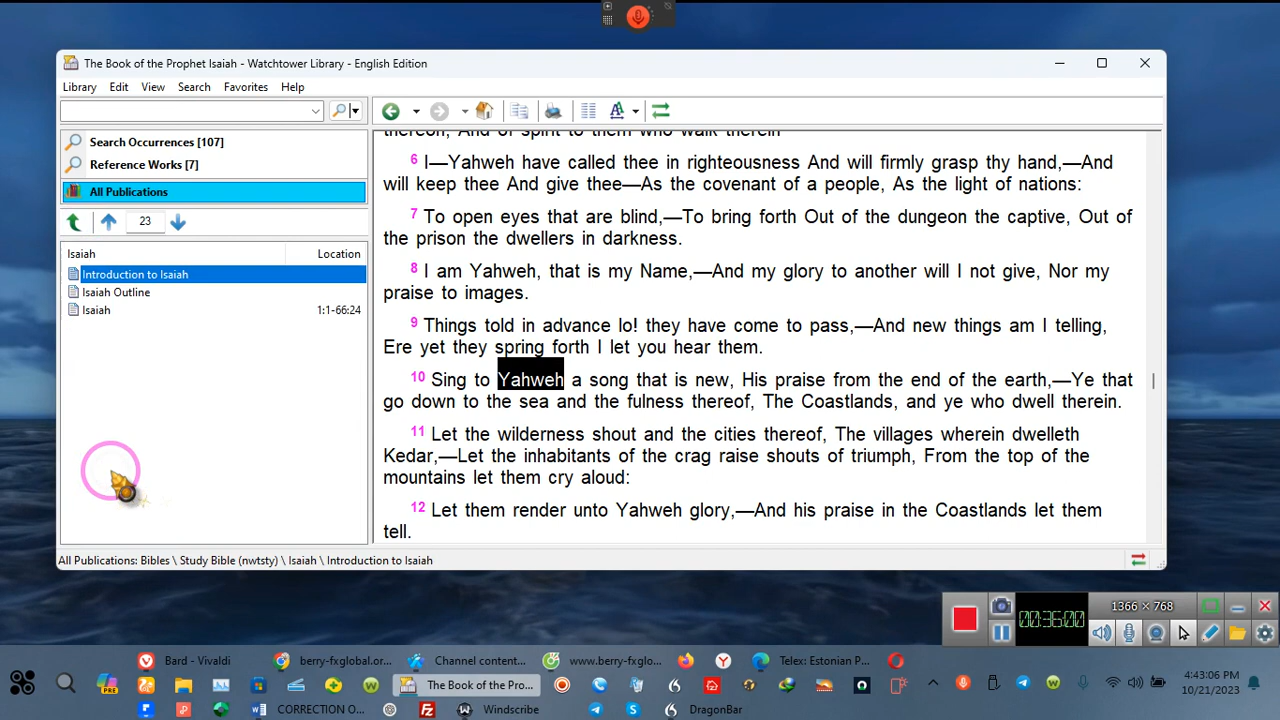 The Book of the Prophet Isaiah - Watchtower Library - English Edition
Library Edit View Search Favorites Help
Search Occurrences [107]
Reference Works [7]
All Publications
23
Isaiah Location
Introduction to Isaiah
Isaiah Outline
Isaiah 1:1-66:24
thereon, And of spirit to them who walk therein
6 I—Yahweh have called thee in righteousness And will firmly grasp thy hand,—And
will keep thee And give thee—As the covenant of a people, As the light of nations:
7 To open eyes that are blind,—To bring forth Out of the dungeon the captive, Out of
the prison the dwellers in darkness.
8 I am Yahweh, that is my Name,—And my glory to another will I not give, Nor my
praise to images.
9 Things told in advance lo! they have come to pass,—And new things am I telling,
Ere yet they spring forth I let you hear them.
10 Sing to Yahweh a song that is new, His praise from the end of the earth,—Ye that
go down to the sea and the fulness thereof, The Coastlands, and ye who dwell therein.
11 Let the wilderness shout and the cities thereof, The villages wherein dwelleth
Kedar,—Let the inhabitants of the crag raise shouts of triumph, From the top of the
mountains let them cry aloud:
12 Let them render unto Yahweh glory,—And his praise in the Coastlands let them
tell.
All Publications: Bibles \ Study Bible (nwtsty) \ Isaiah \ Introduction to Isaiah
1366 × 768
00:36:00
Bard - Vivaldi berry-fxglobal.or... Channel content... www.berry-fxglo... Telex: Estonian P...
PRE The Book of the Pro...
4:43:06 PM
10/21/2023
CORRECTION O... Windscribe DragonBar